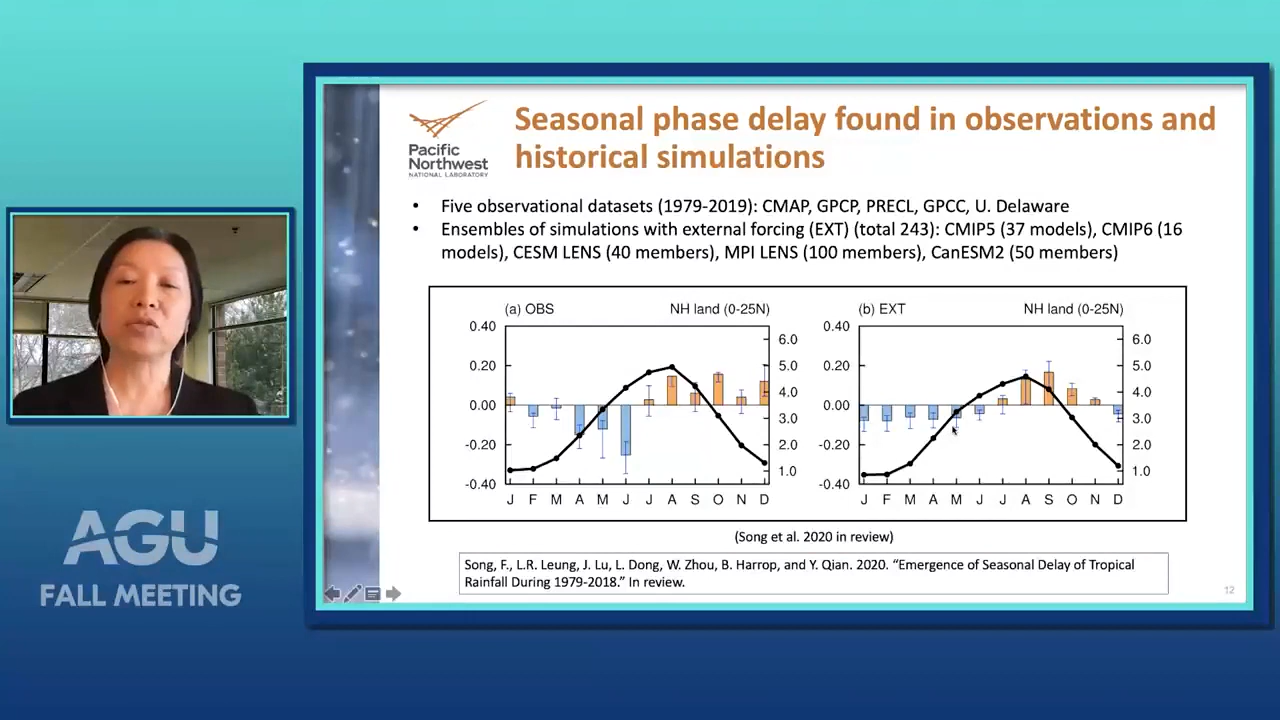 Pacific
Northwest
NATIONAL LABORATORY
Seasonal phase delay found in observations and
historical simulations
• Five observational datasets (1979-2019): CMAP, GPCP, PRECL, GPCC, U. Delaware
• Ensembles of simulations with external forcing (EXT) (total 243): CMIP5 (37 models), CMIP6 (16
models), CESM LENS (40 members), MPI LENS (100 members), CanESM2 (50 members)
(a) OBS NH land (0-25N)
0.40
0.20
0.00
-0.20
-0.40
6.0
5.0
4.0
3.0
2.0
1.0
J F M A M J J A S O N D
(b) EXT NH land (0-25N)
0.40
0.20
0.00
-0.20
-0.40
6.0
5.0
4.0
3.0
2.0
1.0
J F M A M J J A S O N D
(Song et al. 2020 in review)
Song, F., L.R. Leung, J. Lu, L. Dong, W. Zhou, B. Harrop, and Y. Qian. 2020. “Emergence of Seasonal Delay of Tropical
Rainfall During 1979-2018.” In review.
12
AGU
FALL MEETING